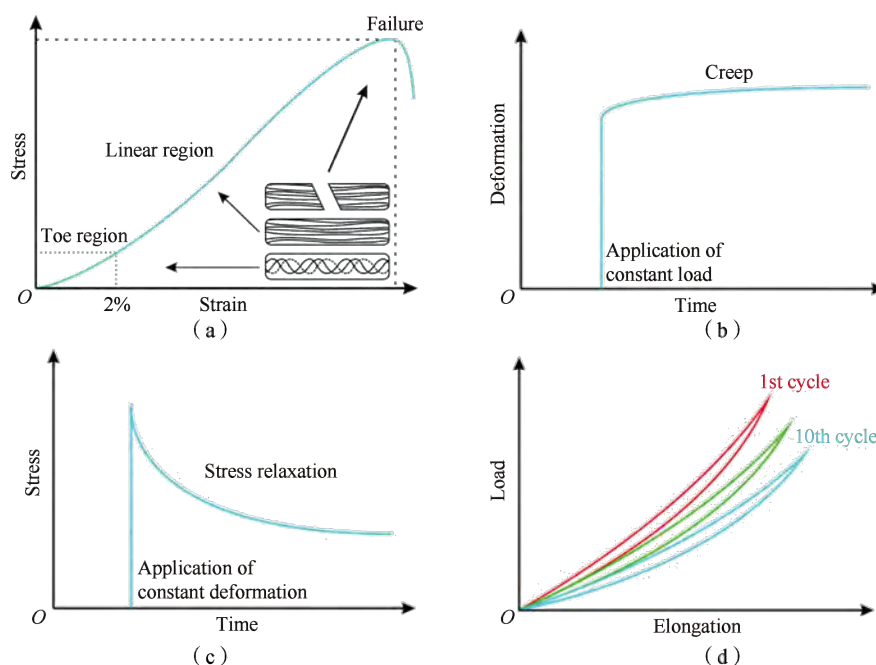 Failure
Stress
Linear region
Toe region
O
2%
Strain
(a)
Deformation
Creep
Application of
constant load
O
Time
(b)
Stress
Stress relaxation
Application of
constant deformation
O
Time
(c)
Load
1st cycle
10th cycle
O
Elongation
(d)